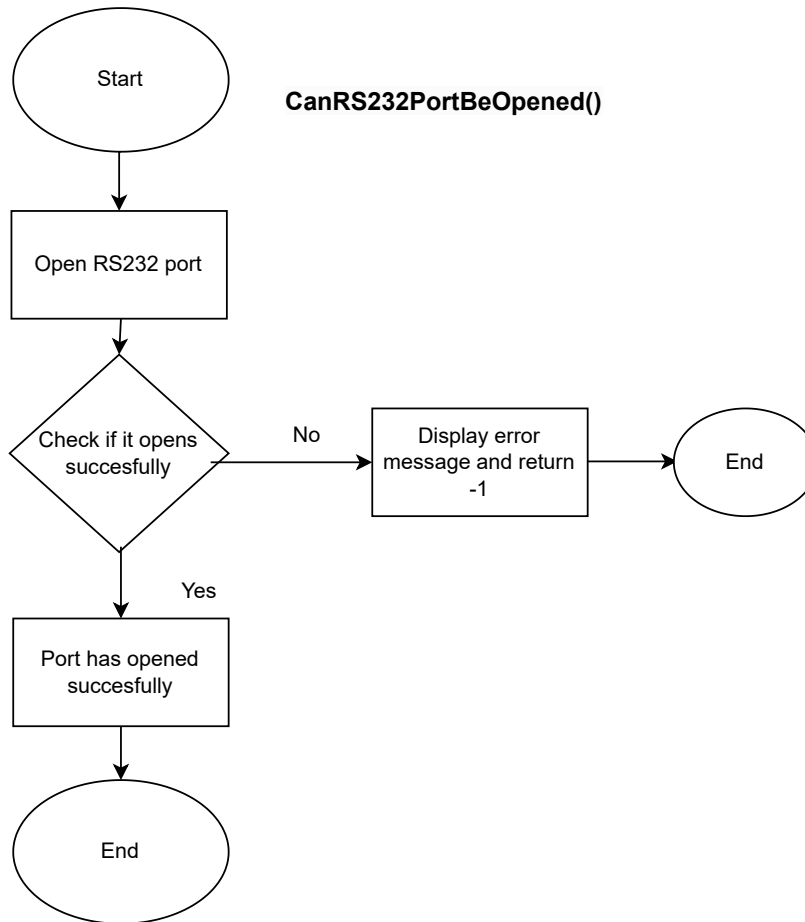 Start
CanRS232PortBeOpened()
Open RS232 port
Check if it opens
succesfully
No
Display error
message and return
-1
End
Yes
Port has opened
succesfully
End